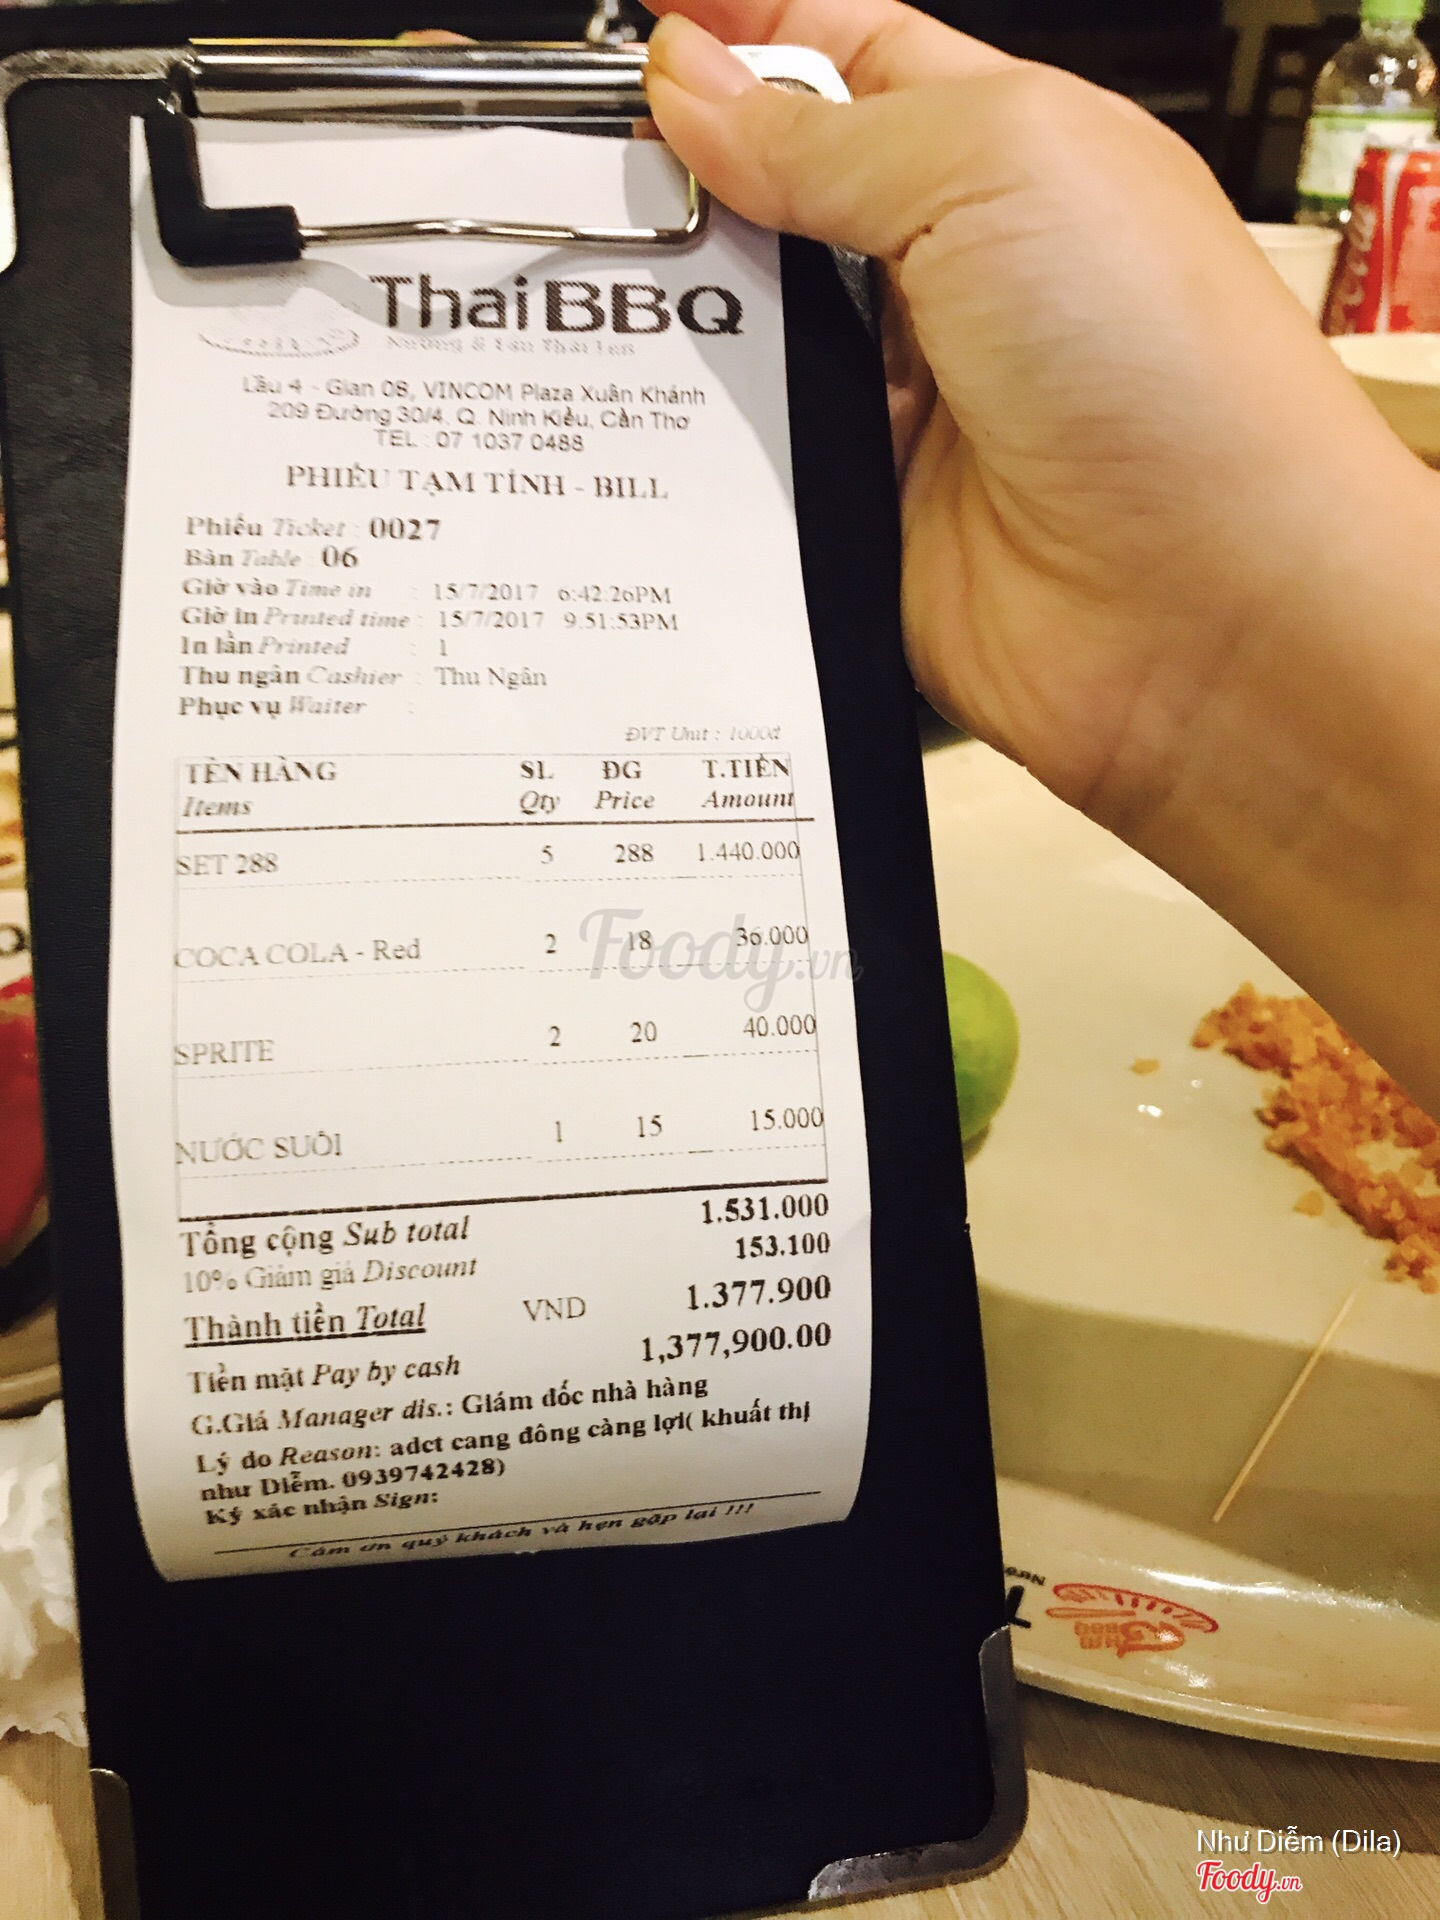 ThaiBBQ
Nướng & Lẩu Thái Lan
Lầu 4 - Gian 08, VINCOM Plaza Xuân Khánh
209 Đường 30/4, Q. Ninh Kiều, Cần Thơ
TEL : 07 1037 0488
PHIẾU TẠM TÍNH - BILL
Phiếu Ticket : 0027
Bàn Table : 06
Giờ vào Time in : 15/7/2017 6:42:26PM
Giờ in Printed time : 15/7/2017 9:51:53PM
In lần Printed : 1
Thu ngân Cashier : Thu Ngân
Phục vụ Waiter :
ĐVT Unit : 1000đ
TÊN HÀNG SL ĐG T.TIỀN
Items Qty Price Amount
SET 288 5 288 1.440.000
COCA COLA - Red 2 18 36.000
SPRITE 2 20 40.000
NƯỚC SUỐI 1 15 15.000
Tổng cộng Sub total 1.531.000
10% Giảm giá Discount 153.100
Thành tiền Total VND 1.377.900
Tiền mặt Pay by cash 1,377,900.00
G.Giá Manager dis.: Giám đốc nhà hàng
Lý do Reason: adct cang đông càng lợi( khuất thị
như Diễm. 0939742428)
Ký xác nhận Sign:
Cám ơn quý khách và hẹn gặp lại !!!
Foody.vn
Như Diễm (Dila)
Foody.vn